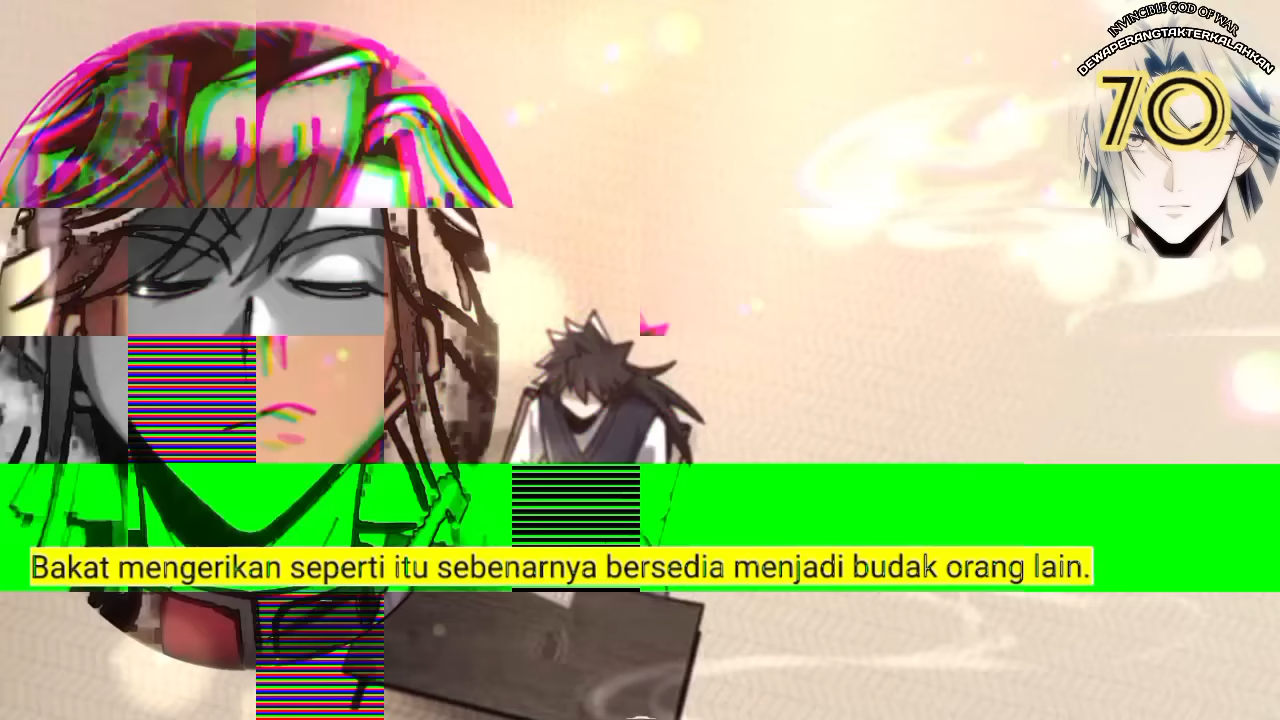 INVINCIBLE GOD OF WAR
DEWAPERANGTAKTERKALAHKAN
70
Bakat mengerikan seperti itu sebenarnya bersedia menjadi budak orang lain.